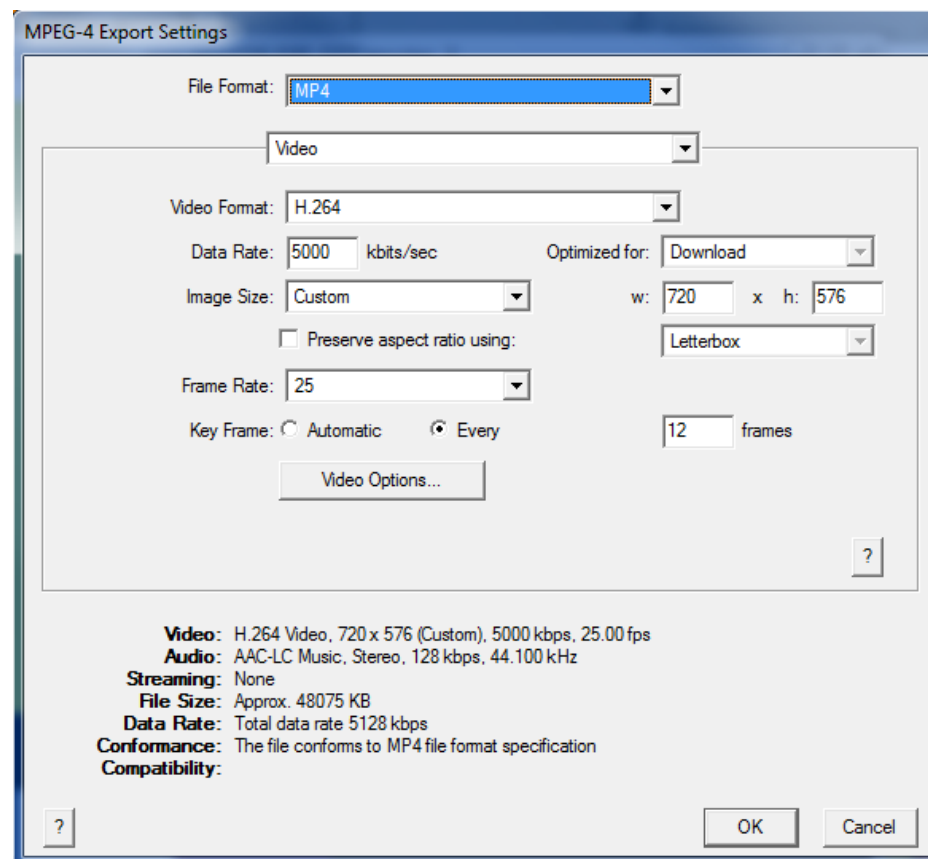 MPEG-4 Export Settings
File Format: MP4
Video
Video Format: H.264
Data Rate: 5000 kbits/sec Optimized for: Download
Image Size: Custom w: 720 x h: 576
Preserve aspect ratio using: Letterbox
Frame Rate: 25
Key Frame: Automatic Every 12 frames
Video Options...
?
Video: H.264 Video, 720 x 576 (Custom), 5000 kbps, 25.00 fps
Audio: AAC-LC Music, Stereo, 128 kbps, 44.100 kHz
Streaming: None
File Size: Approx. 48075 KB
Data Rate: Total data rate 5128 kbps
Conformance: The file conforms to MP4 file format specification
Compatibility:
? OK Cancel